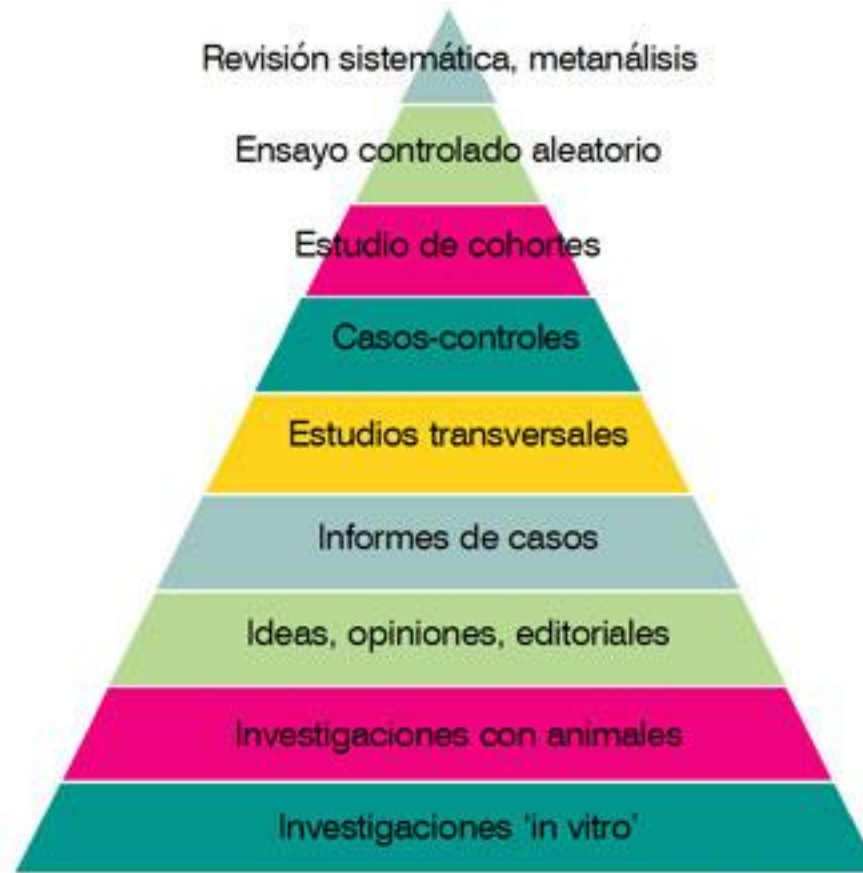 Revisión sistemática, metanálisis
Ensayo controlado aleatorio
Estudio de cohortes
Casos-controles
Estudios transversales
Informes de casos
Ideas, opiniones, editoriales
Investigaciones con animales
Investigaciones ‘in vitro’